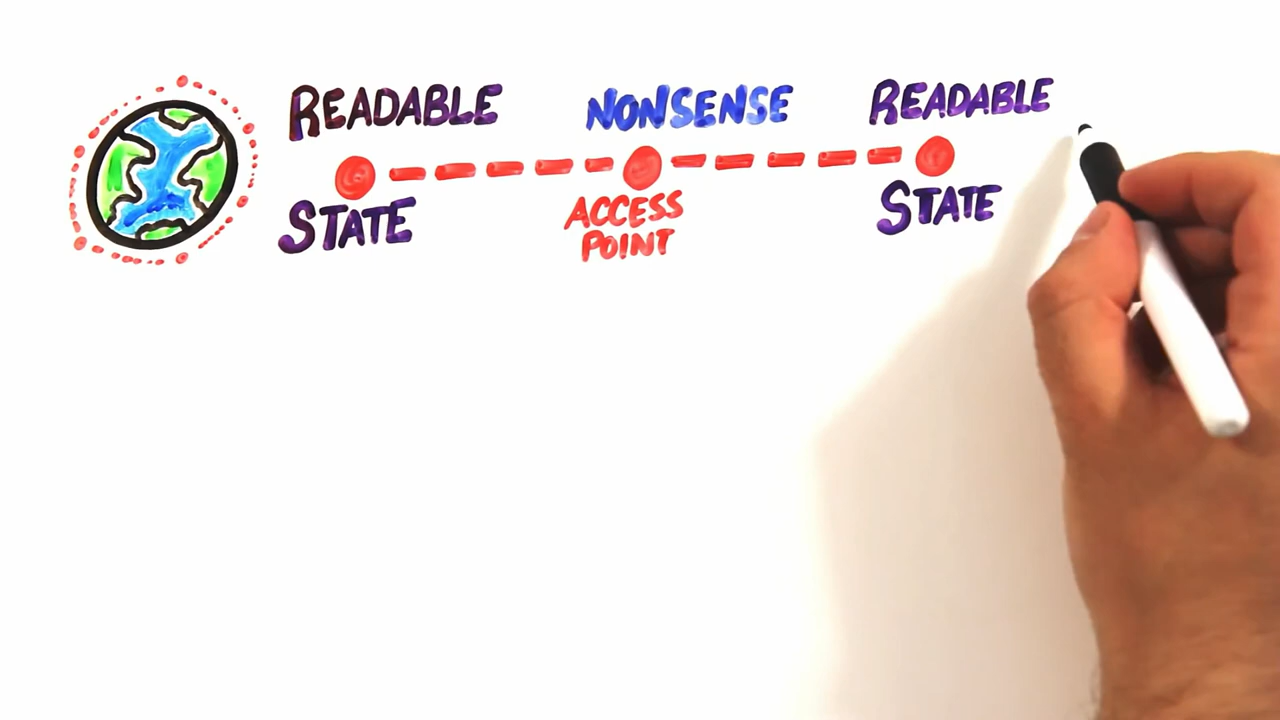 READABLE
STATE
NONSENSE
ACCESS
POINT
READABLE
STATE